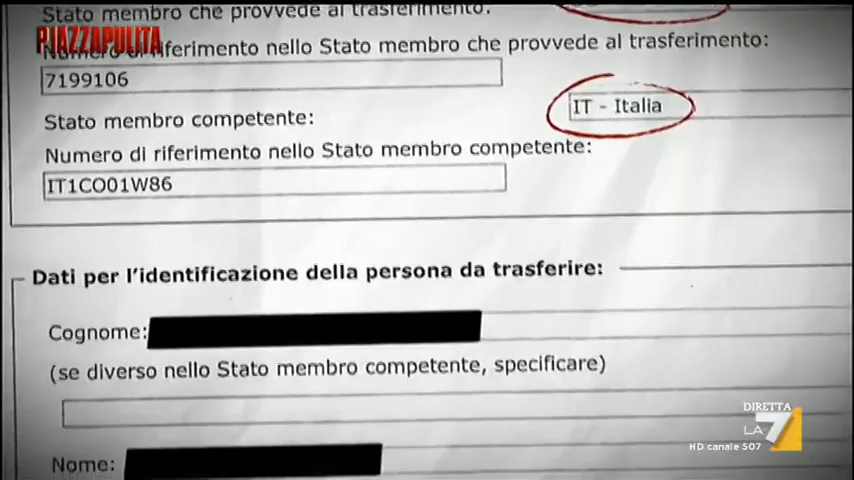 Stato membro che provvede al trasferimento:
PIAZZAPULITA
Numero di riferimento nello Stato membro che provvede al trasferimento:
7199106
IT - Italia
Stato membro competente:
Numero di riferimento nello Stato membro competente:
IT1CO01W86
Dati per l'identificazione della persona da trasferire:
Cognome:
(se diverso nello Stato membro competente, specificare)
Nome:
DIRETTA
LA 7
HD canale 507